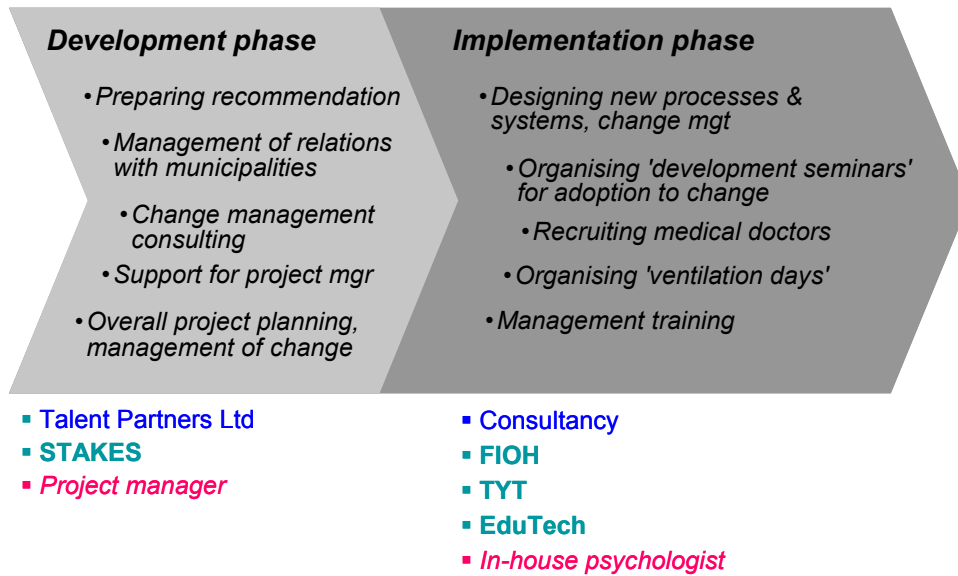 Development phase
• Preparing recommendation
• Management of relations
with municipalities
• Change management
consulting
• Support for project mgr
• Overall project planning,
management of change
Implementation phase
• Designing new processes &
systems, change mgt
• Organising 'development seminars'
for adoption to change
• Recruiting medical doctors
• Organising 'ventilation days'
• Management training
▪ Talent Partners Ltd
▪ STAKES
▪ Project manager
▪ Consultancy
▪ FIOH
▪ TYT
▪ EduTech
▪ In-house psychologist